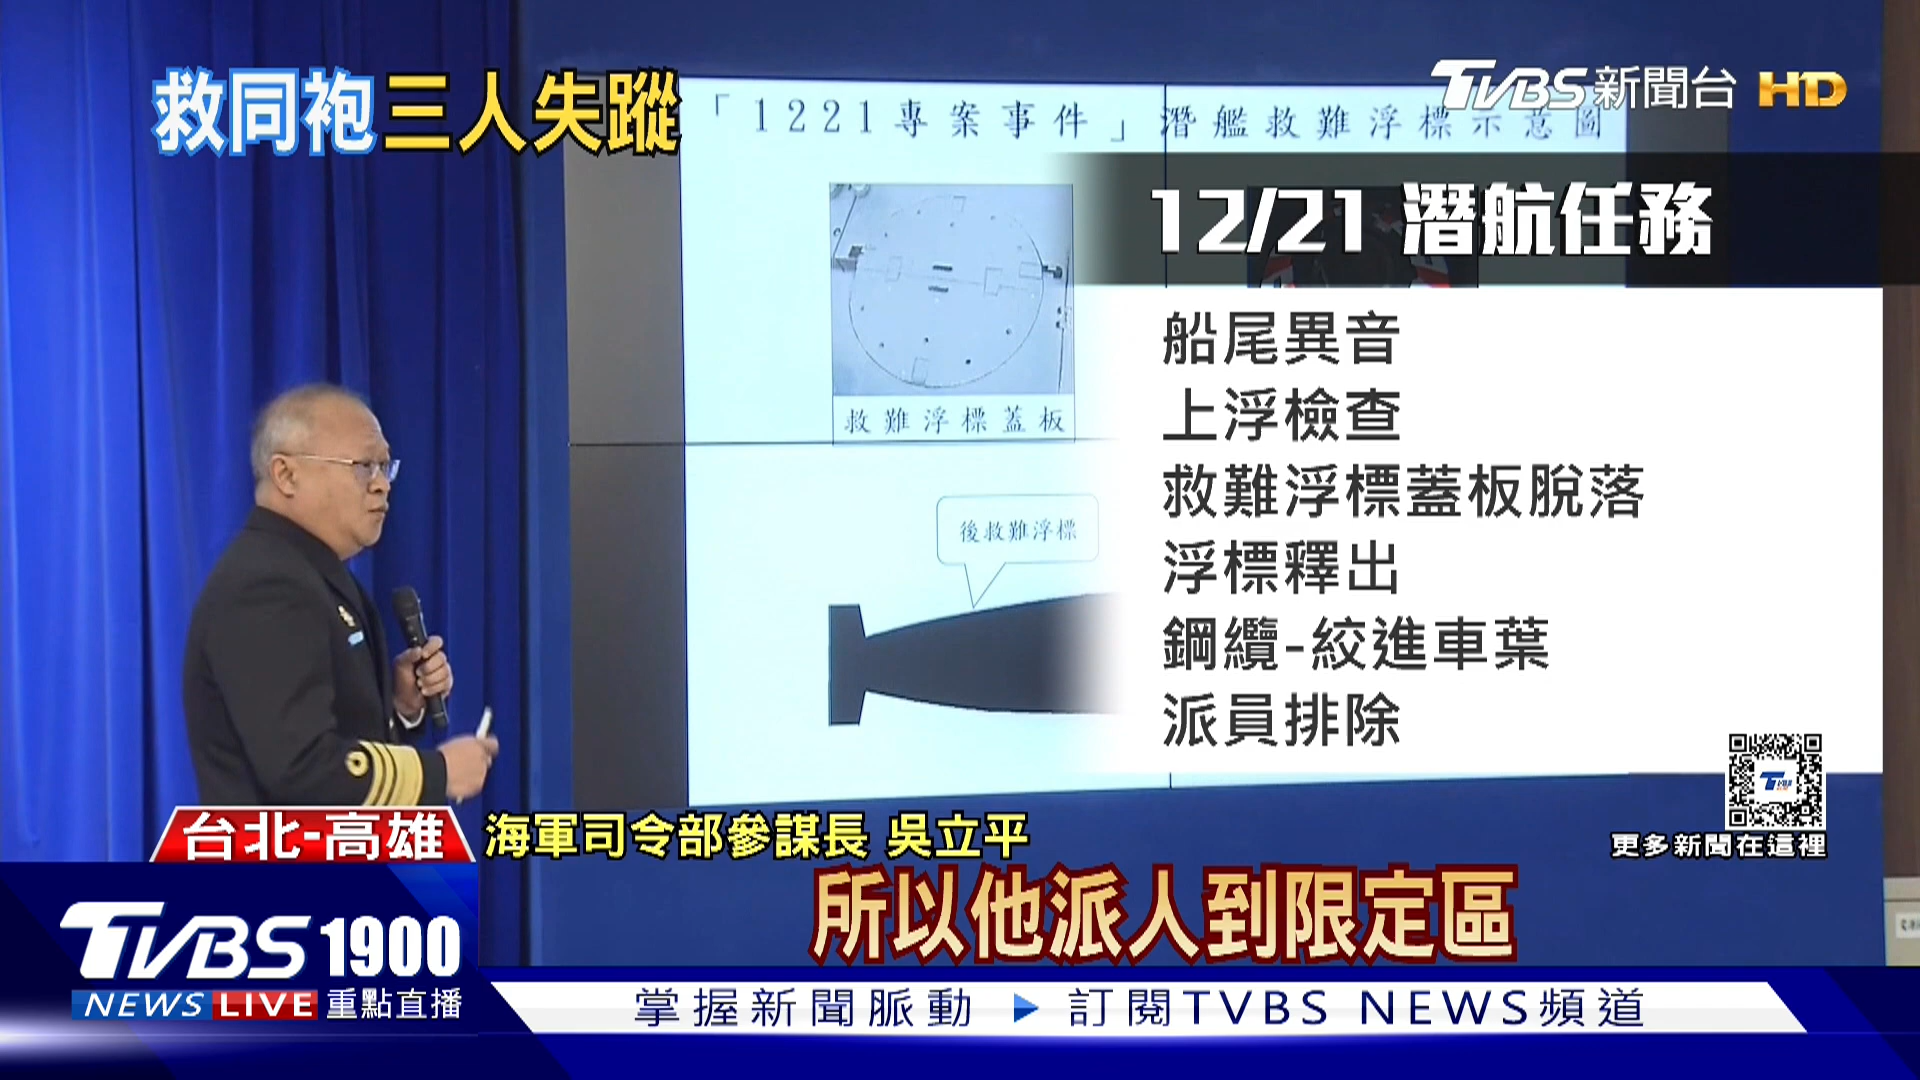 救同袍三人失蹤
TVBS新聞台 HD
「1221專案事件」潛艦救難浮標示意圖
12/21 潛航任務
船尾異音
上浮檢查
救難浮標蓋板脫落
浮標釋出
鋼纜-絞進車葉
派員排除
救難浮標蓋板
後救難浮標
TVBS
更多新聞在這裡
台北-高雄
海軍司令部參謀長 吳立平
所以他派人到限定區
TVBS 1900
NEWS LIVE 重點直播
掌握新聞脈動 ▶ 訂閱TVBS NEWS頻道